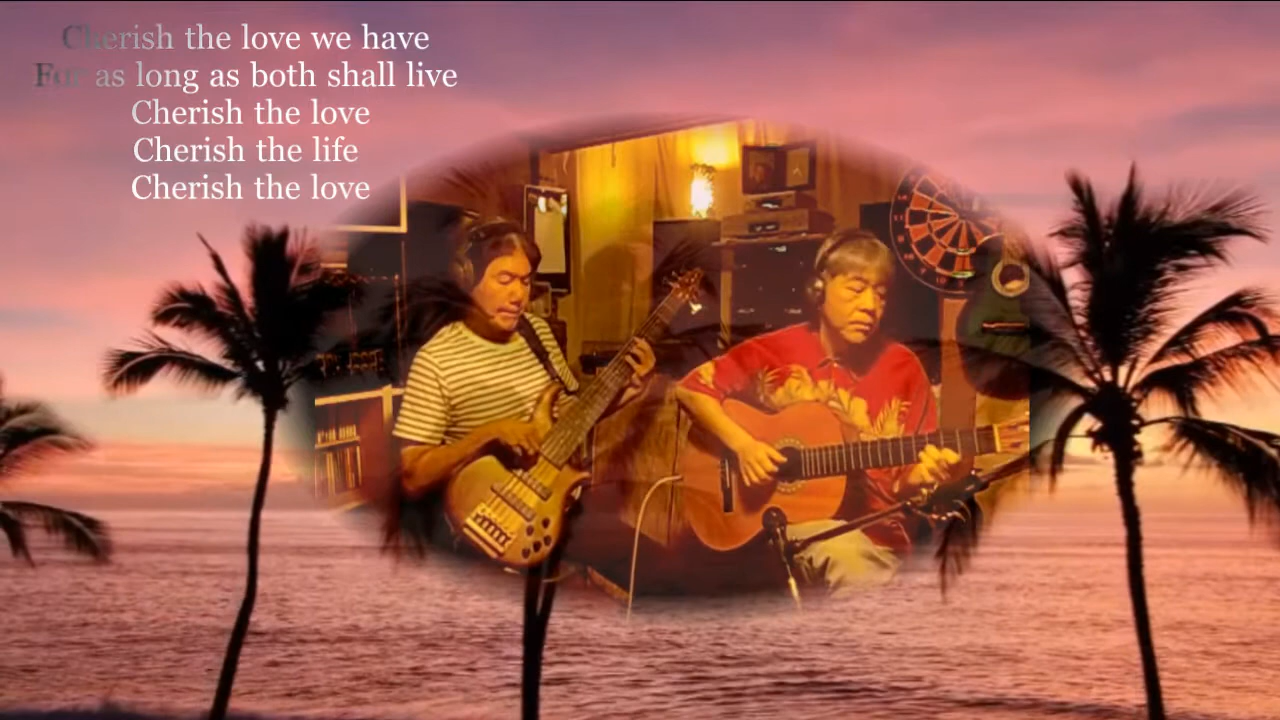 Cherish the love we have
For as long as both shall live
Cherish the love
Cherish the life
Cherish the love